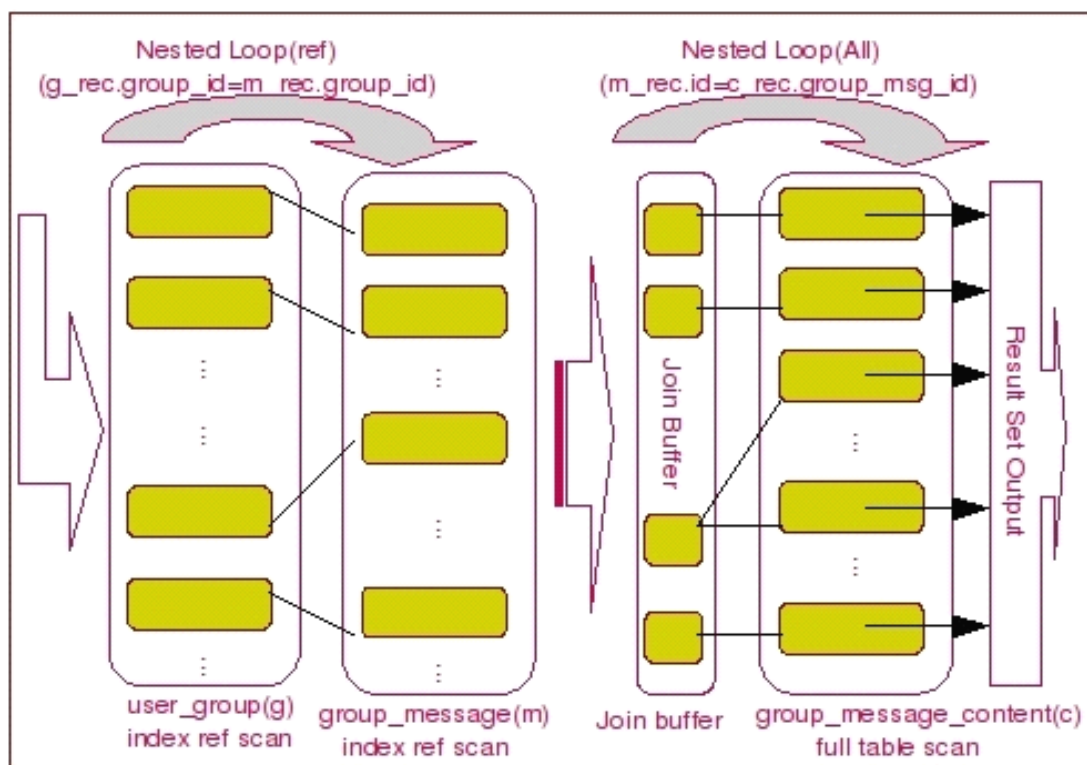 Nested Loop(ref)
(g_rec.group_id=m_rec.group_id)
Nested Loop(All)
(m_rec.id=c_rec.group_msg_id)
Join Buffer
Result Set Output
user_group(g)
index ref scan
group_message(m)
index ref scan
Join buffer
group_message_content(c)
full table scan